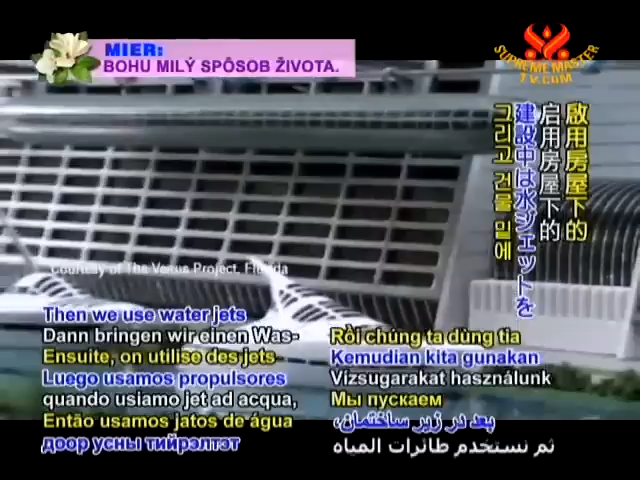 MIER:
BOHU MILÝ SPÔSOB ŽIVOTA.
SUPREME MASTER
TV.COM
啟用房屋下的
启用房屋下的
建設中は水ジェットを
그리고 건물 밑에
Courtesy of The Venus Project, Florida
Then we use water jets
Dann bringen wir einen Was-
Ensuite, on utilise des jets
Luego usamos propulsores
quando usiamo jet ad acqua,
Então usamos jatos de água
доор усны тийрэлтэт
Rồi chúng ta dùng tia
Kemudian kita gunakan
Vízsugarakat használunk
Мы пускаем
بعد در زیر ساختمان،
ثم نستخدم طائرات المياه